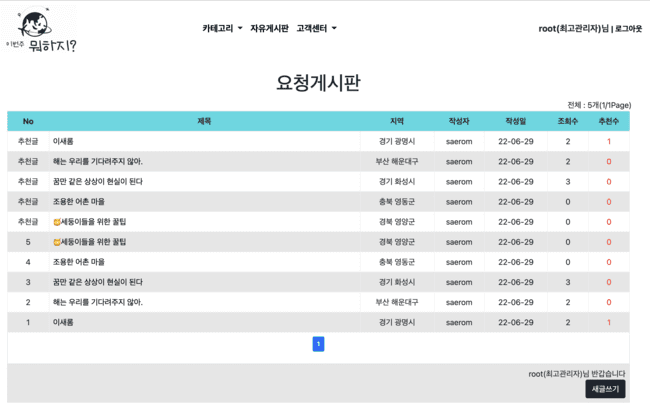 이번주 뭐하지?
카테고리 자유게시판 고객센터
root(최고관리자)님 | 로그아웃
요청게시판
전체 : 5개(1/1Page)
No 제목 지역 작성자 작성일 조회수 추천수
추천글 이새롬 경기 광명시 saerom 22-06-29 2 1
추천글 해는 우리를 기다려주지 않아. 부산 해운대구 saerom 22-06-29 2 0
추천글 꿈만 같은 상상이 현실이 된다 경기 화성시 saerom 22-06-29 3 0
추천글 조용한 어촌 마을 충북 영동군 saerom 22-06-29 0 0
추천글 세둥이들을 위한 꿀팁 경북 영양군 saerom 22-06-29 0 0
5 세둥이들을 위한 꿀팁 경북 영양군 saerom 22-06-29 0 0
4 조용한 어촌 마을 충북 영동군 saerom 22-06-29 0 0
3 꿈만 같은 상상이 현실이 된다 경기 화성시 saerom 22-06-29 3 0
2 해는 우리를 기다려주지 않아. 부산 해운대구 saerom 22-06-29 2 0
1 이새롬 경기 광명시 saerom 22-06-29 2 1
1
root(최고관리자)님 반갑습니다
새글쓰기